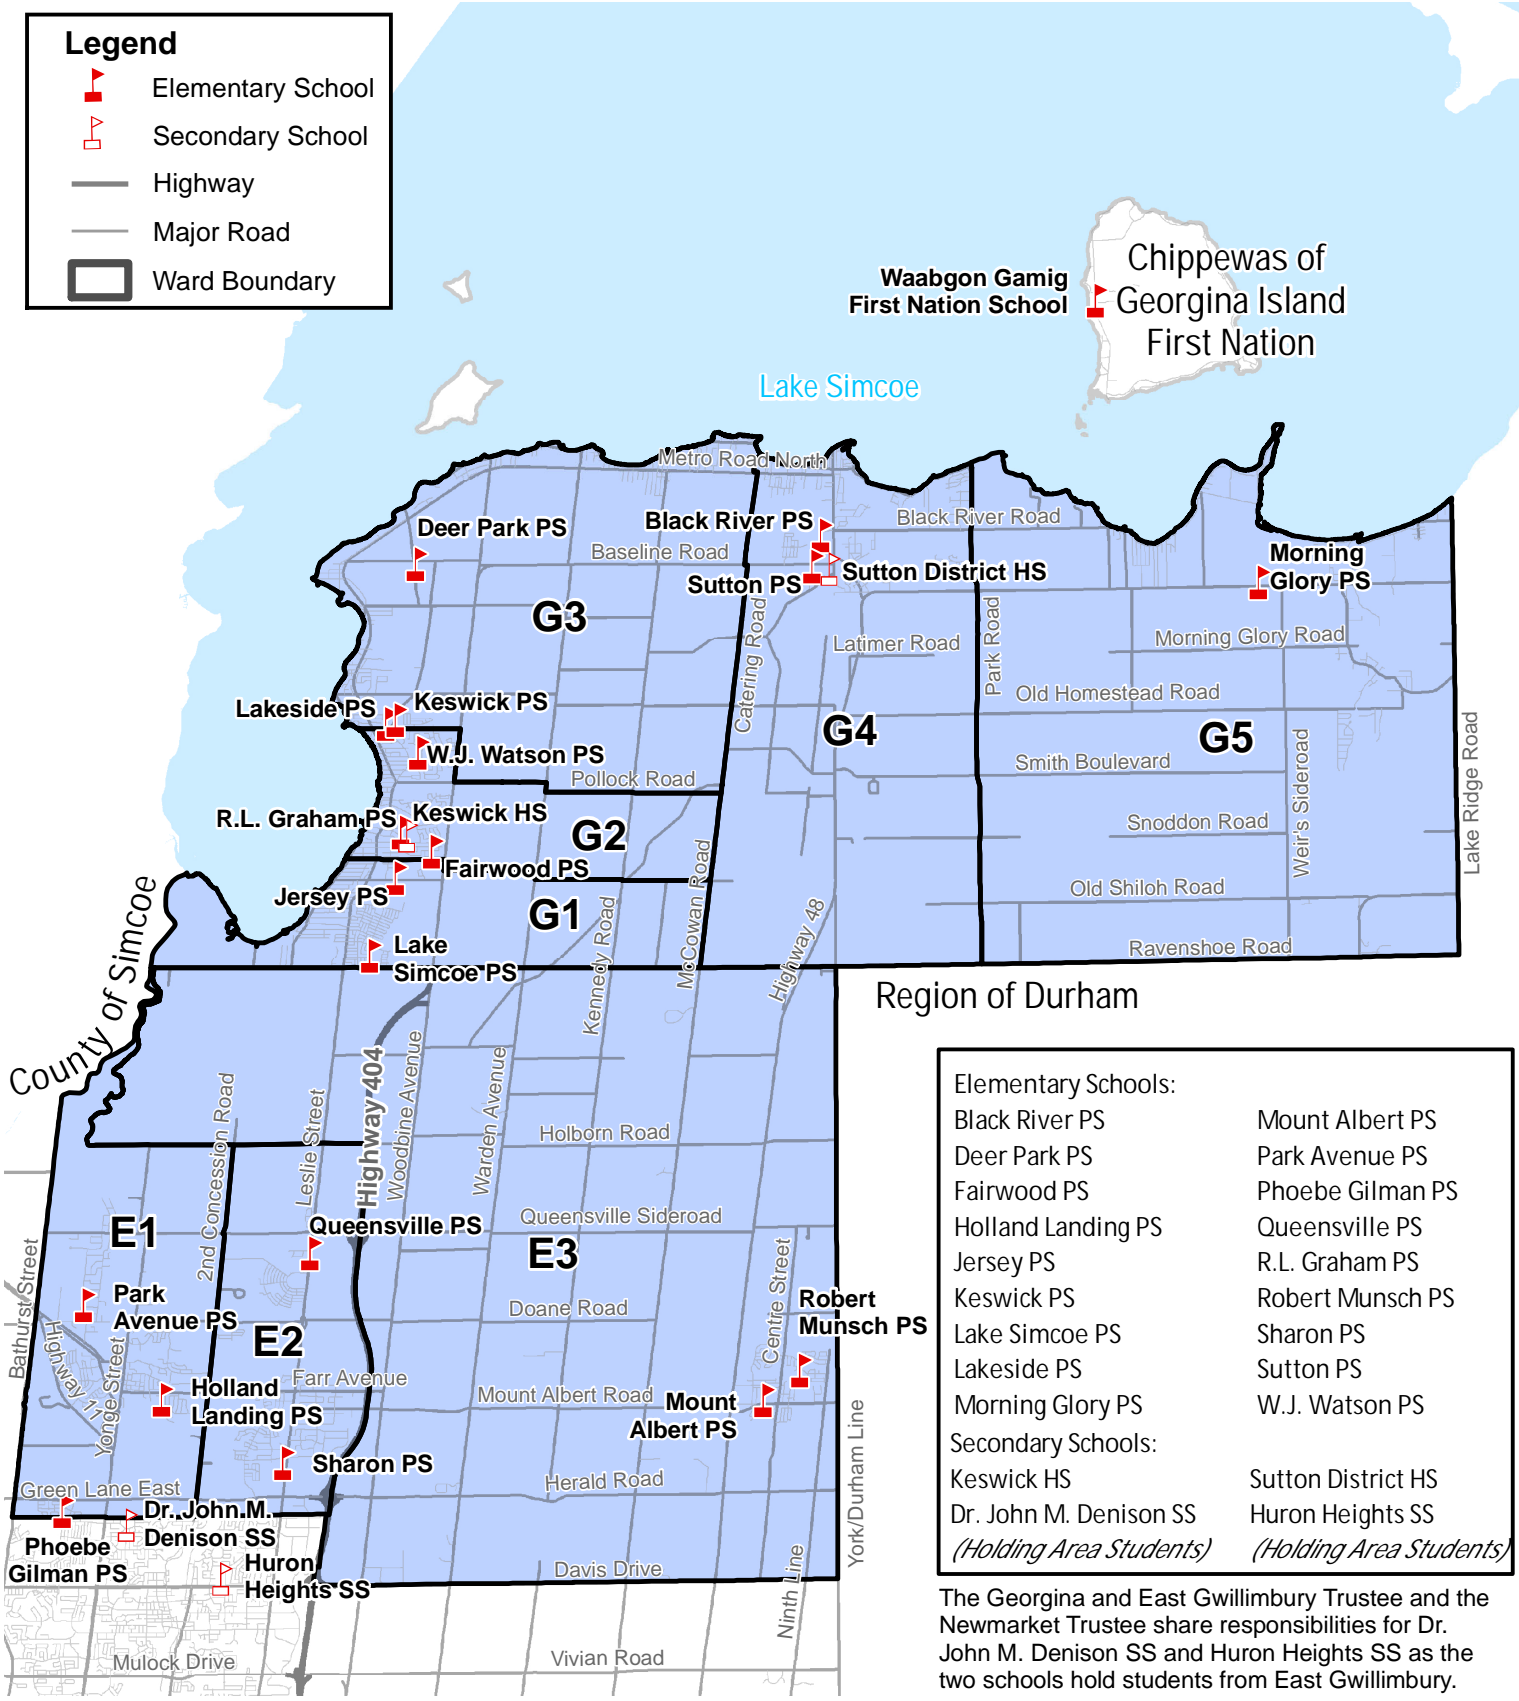 Legend
Elementary School
Secondary School
Highway
Major Road
Ward Boundary
Waabgon Gamig
First Nation School
Chippewas of
Georgina Island
First Nation
Lake Simcoe
Metro Road North
Deer Park PS
Black River PS
Black River Road
Baseline Road
Sutton PS
Sutton District HS
Morning
Glory PS
G3
Catering Road
Latimer Road
Park Road
Morning Glory Road
Old Homestead Road
Lakeside PS
Keswick PS
G4
G5
W.J. Watson PS
Pollock Road
Smith Boulevard
Weir's Sideroad
Lake Ridge Road
R.L. Graham PS
Keswick HS
G2
Snoddon Road
Fairwood PS
Jersey PS
G1
McCowan Road
Old Shiloh Road
Kennedy Road
Highway 48
Ravenshoe Road
Lake
Simcoe PS
County of Simcoe
Region of Durham
2nd Concession Road
Leslie Street
Highway 404
Woodbine Avenue
Warden Avenue
Holborn Road
Queensville PS
Queensville Sideroad
E1
E3
Bathurst Street
Park
Avenue PS
Highway 11
Yonge Street
E2
Doane Road
Centre Street
Robert
Munsch PS
Farr Avenue
Holland
Landing PS
Mount Albert Road
Mount
Albert PS
Sharon PS
Herald Road
Green Lane East
York/Durham Line
Dr. John M.
Denison SS
Phoebe
Gilman PS
Huron
Heights SS
Davis Drive
Ninth Line
Mulock Drive
Vivian Road
Elementary Schools:
Black River PS Mount Albert PS
Deer Park PS Park Avenue PS
Fairwood PS Phoebe Gilman PS
Holland Landing PS Queensville PS
Jersey PS R.L. Graham PS
Keswick PS Robert Munsch PS
Lake Simcoe PS Sharon PS
Lakeside PS Sutton PS
Morning Glory PS W.J. Watson PS
Secondary Schools:
Keswick HS Sutton District HS
Dr. John M. Denison SS Huron Heights SS
(Holding Area Students) (Holding Area Students)
The Georgina and East Gwillimbury Trustee and the
Newmarket Trustee share responsibilities for Dr.
John M. Denison SS and Huron Heights SS as the
two schools hold students from East Gwillimbury.